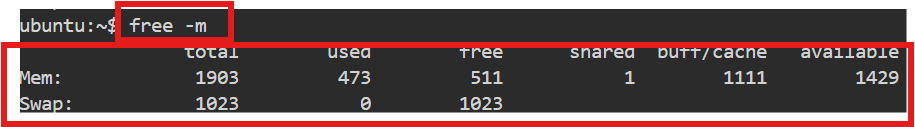 ubuntu:~$ free -m
total used free shared buff/cache available
Mem: 1903 473 511 1 1111 1429
Swap: 1023 0 1023